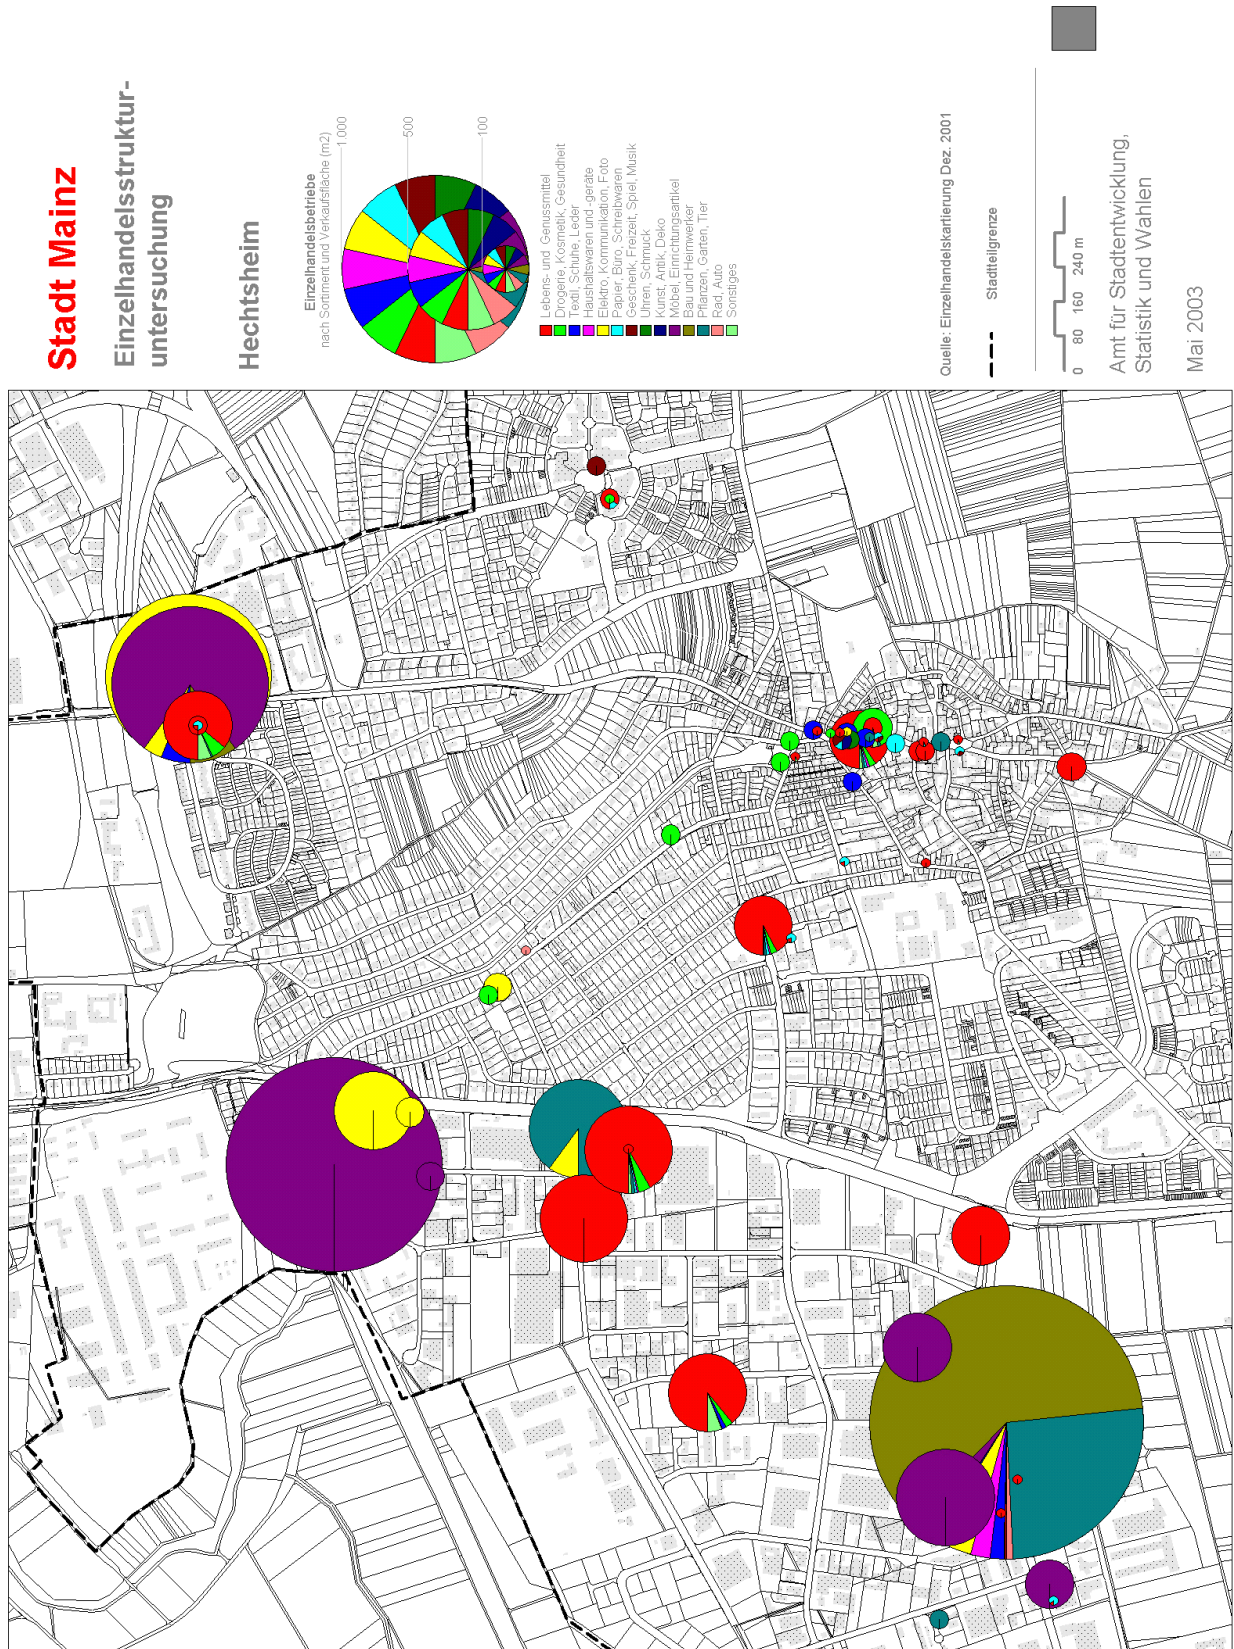 Stadt Mainz
Einzelhandelsstruktur-
untersuchung
Hechtsheim
Einzelhandelsbetriebe
nach Sortiment und Verkaufsfläche (m2)
1.000
500
100
Lebens- und Genussmittel
Drogerie, Kosmetik, Gesundheit
Textil, Schuhe, Leder
Haushaltswaren und -geräte
Elektro, Kommunikation, Foto
Papier, Büro, Schreibwaren
Geschenk, Freizeit, Spiel, Musik
Uhren, Schmuck
Kunst, Antik, Deko
Möbel, Einrichtungsartikel
Bau und Heimwerker
Pflanzen, Garten, Tier
Rad, Auto
Sonstiges
Quelle: Einzelhandelskartierung Dez. 2001
Stadtteilgrenze
0 80 160 240 m
Amt für Stadtentwicklung,
Statistik und Wahlen
Mai 2003